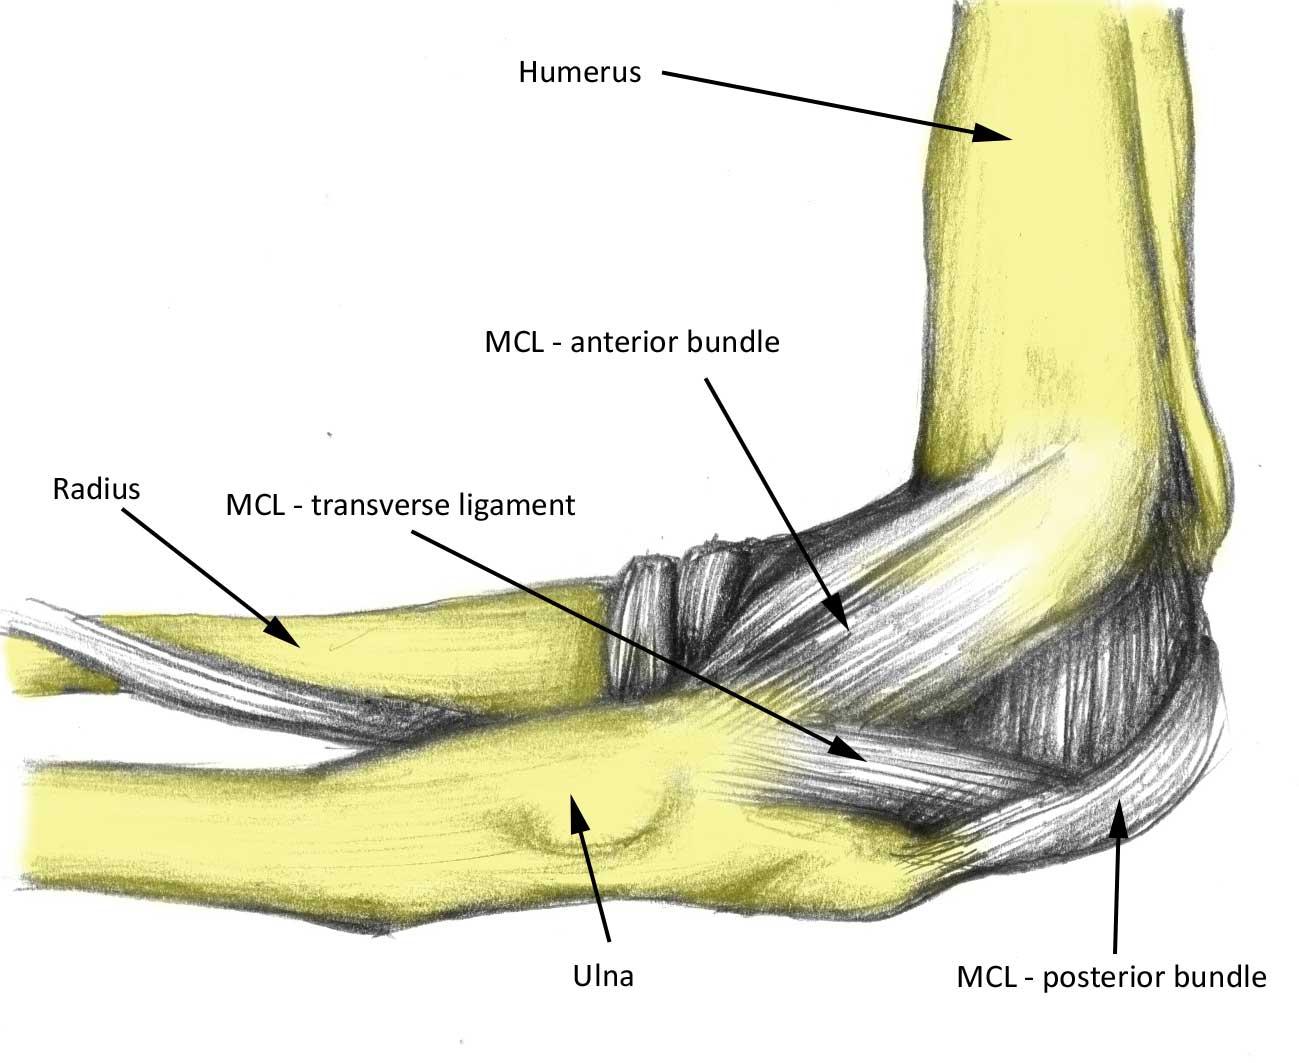 Humerus
MCL - anterior bundle
Radius
MCL - transverse ligament
Ulna
MCL - posterior bundle